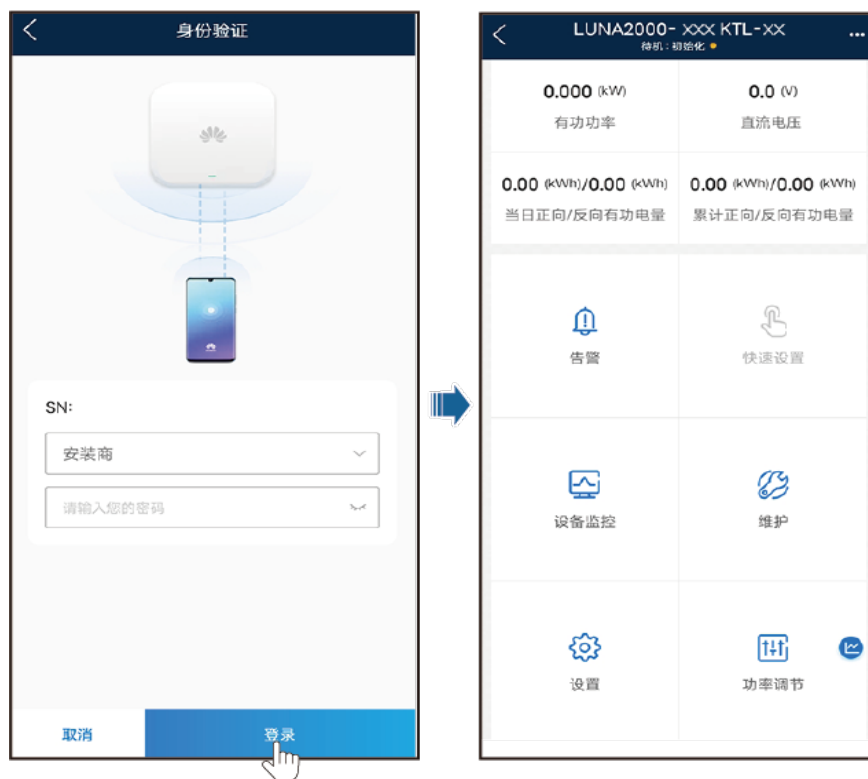 身份验证
SN:
安装商
请输入您的密码
取消
登录
LUNA2000- XXX KTL-XX
待机：初始化
0.000 (kW)
有功功率
0.0 (V)
直流电压
0.00 (kWh)/0.00 (kWh)
当日正向/反向有功电量
0.00 (kWh)/0.00 (kWh)
累计正向/反向有功电量
告警
快速设置
设备监控
维护
设置
功率调节